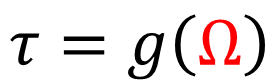 τ = g(Ω)